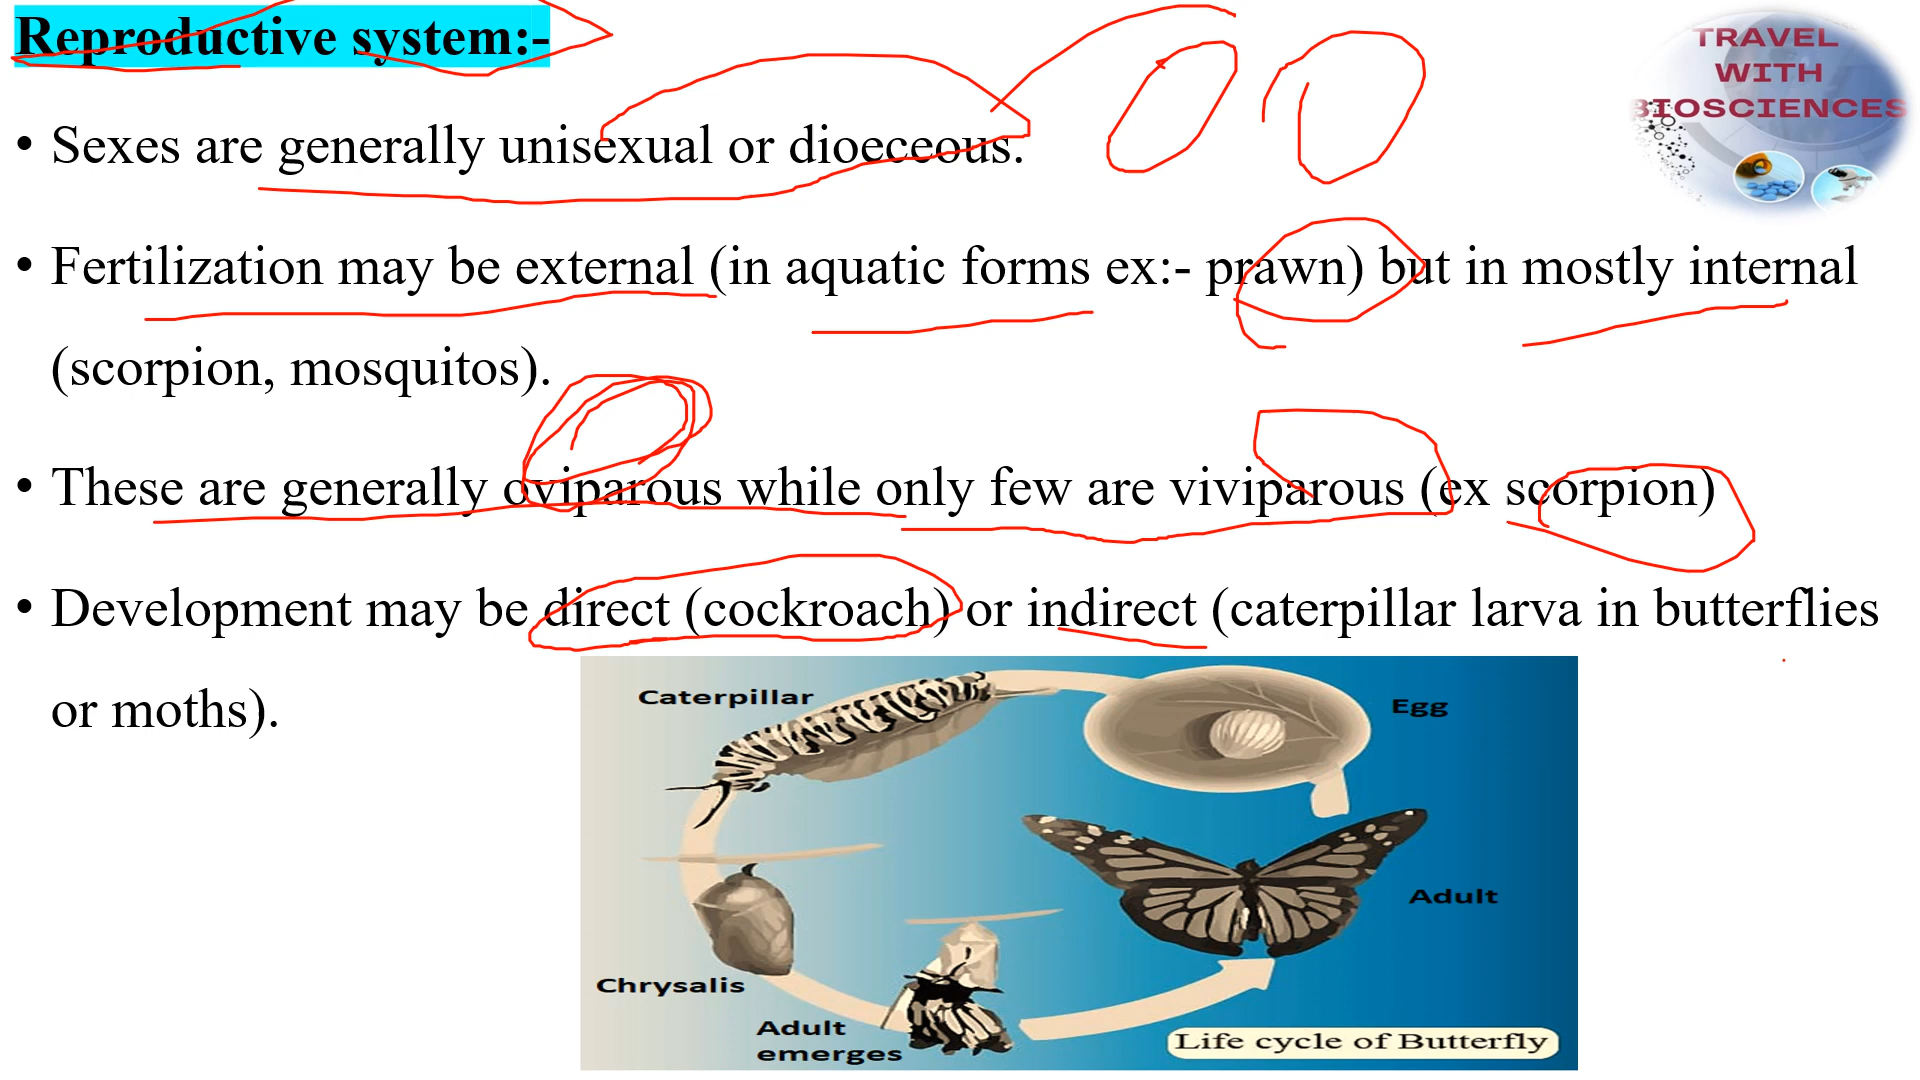 Reproductive system:-
TRAVEL
WITH
BIOSCIENCES
• Sexes are generally unisexual or dioeceous.
• Fertilization may be external (in aquatic forms ex:- prawn) but in mostly internal
(scorpion, mosquitos).
• These are generally oviparous while only few are viviparous (ex scorpion)
• Development may be direct (cockroach) or indirect (caterpillar larva in butterflies
or moths).
Caterpillar
Egg
Adult
Chrysalis
Adult
emerges
Life cycle of Butterfly